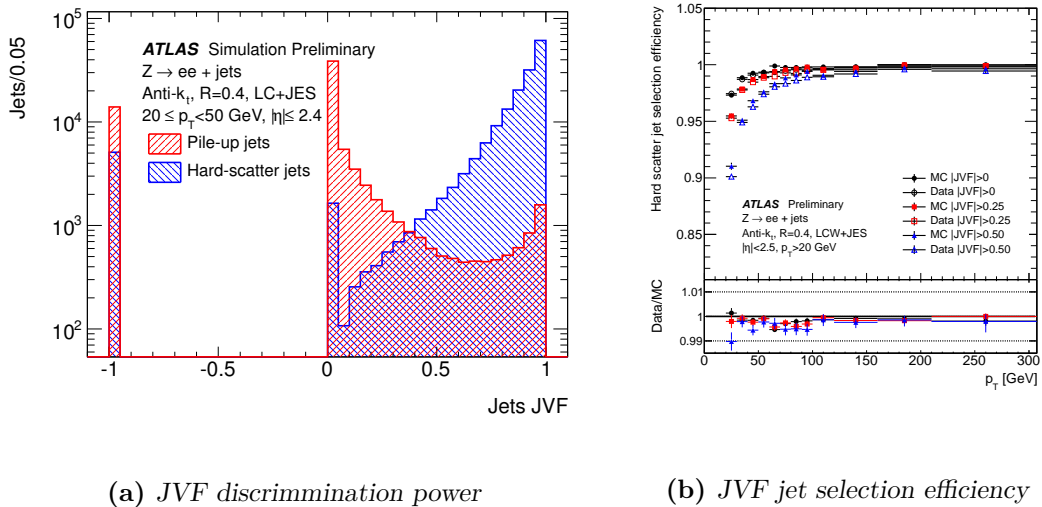 Jets/0.05
10^5
10^4
10^3
10^2
ATLAS Simulation Preliminary
Z → ee + jets
Anti-k_t, R=0.4, LC+JES
20 ≤ p_T<50 GeV, |η|≤ 2.4
Pile-up jets
Hard-scatter jets
-1 -0.5 0 0.5 1
Jets JVF
(a) JVF discrimmination power
Hard scatter jet selection efficiency
1.05
1
0.95
0.9
0.85
ATLAS Preliminary
Z → ee + jets
Anti-k_t, R=0.4, LCW+JES
|η|<2.5, p_T>20 GeV
MC |JVF|>0
Data |JVF|>0
MC |JVF|>0.25
Data |JVF|>0.25
MC |JVF|>0.50
Data |JVF|>0.50
Data/MC
1.01
1
0.99
0 50 100 150 200 250 300
p_T [GeV]
(b) JVF jet selection efficiency